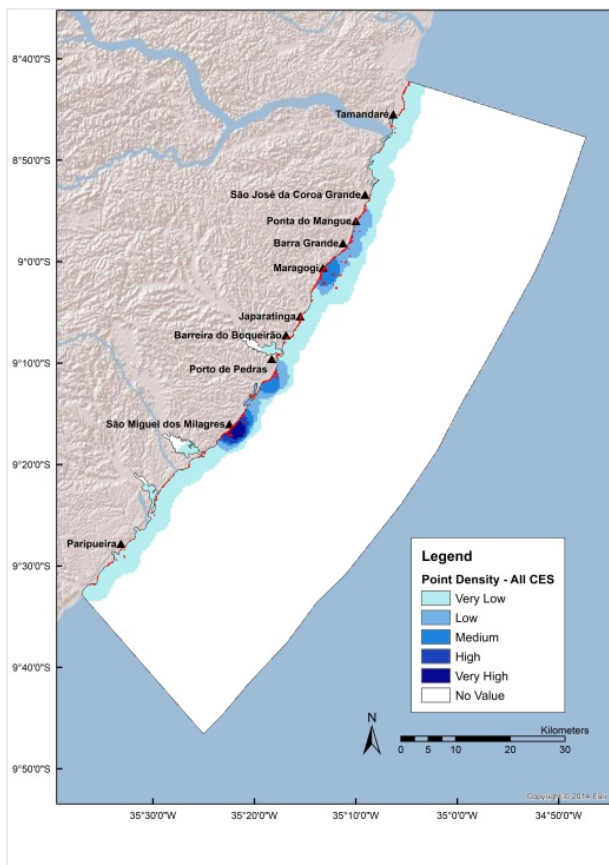 8°40'0"S
Tamandaré
8°50'0"S
São José da Coroa Grande
Ponta do Mangue
Barra Grande
9°0'0"S
Maragogi
Japaratinga
Barreira do Boqueirão
9°10'0"S
Porto de Pedras
São Miguel dos Milagres
9°20'0"S
Paripueira
9°30'0"S
9°40'0"S
9°50'0"S
Legend
Point Density - All CES
Very Low
Low
Medium
High
Very High
No Value
N
Kilometers
0 5 10 20 30
Copyright:© 2014 Esri
35°30'0"W 35°20'0"W 35°10'0"W 35°0'0"W 34°50'0"W